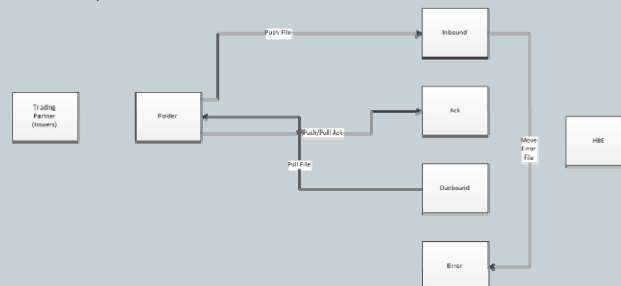 Push File
Inbound
Trading
Partner
(Issuers)
Folder
Ack
Push/Pull Ack
Move
Error
File
HBE
Pull File
Outbound
Error